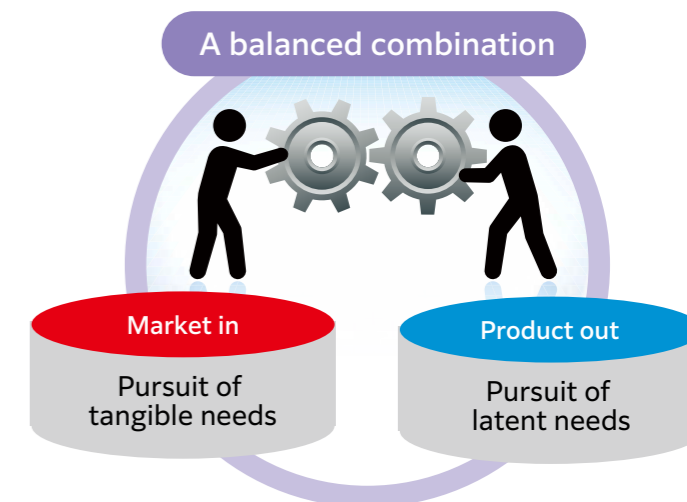 A balanced combination
Market in
Pursuit of
tangible needs
Product out
Pursuit of
latent needs